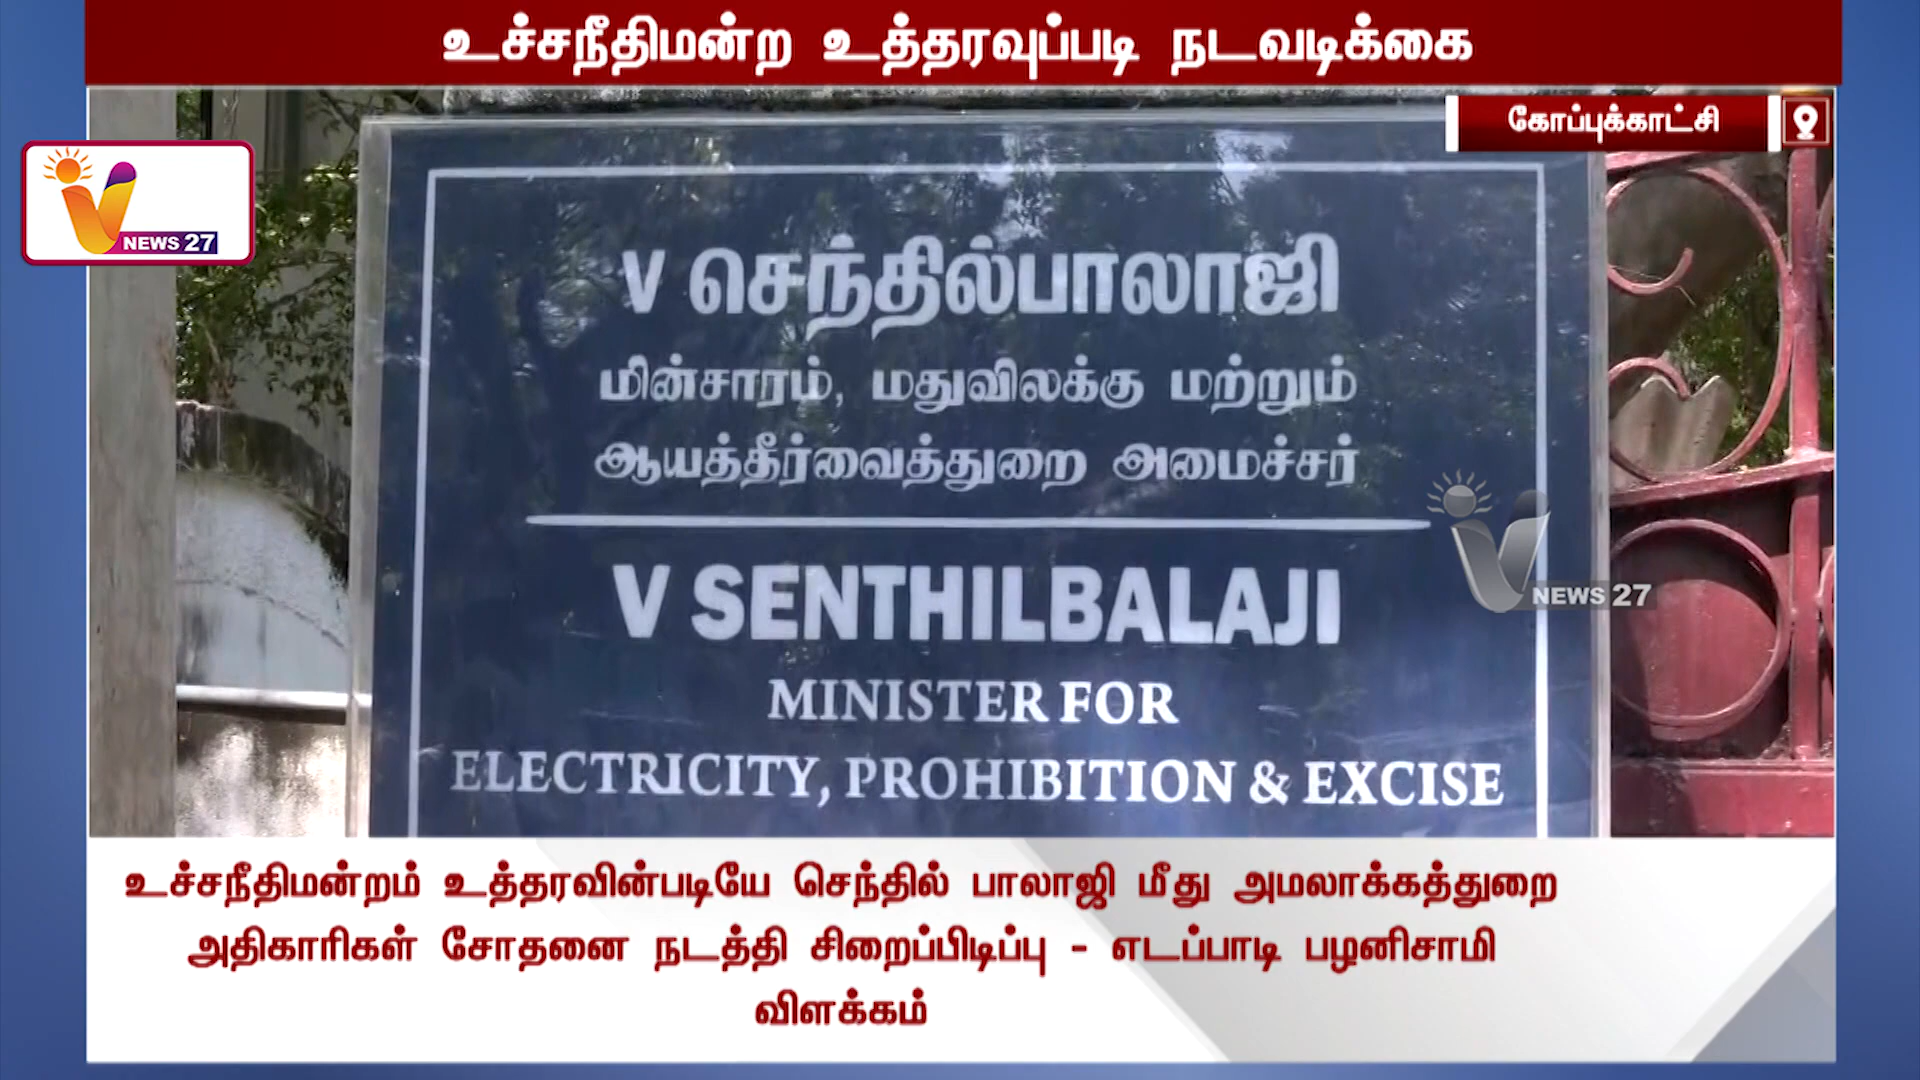 உச்சநீதிமன்ற உத்தரவுப்படி நடவடிக்கை
கோப்புக்காட்சி
NEWS 27
V செந்தில்பாலாஜி
மின்சாரம், மதுவிலக்கு மற்றும்
ஆயத்தீர்வைத்துறை அமைச்சர்
V SENTHILBALAJI
NEWS 27
MINISTER FOR
ELECTRICITY, PROHIBITION & EXCISE
உச்சநீதிமன்றம் உத்தரவின்படியே செந்தில் பாலாஜி மீது அமலாக்கத்துறை
அதிகாரிகள் சோதனை நடத்தி சிறைப்பிடிப்பு - எடப்பாடி பழனிசாமி
விளக்கம்